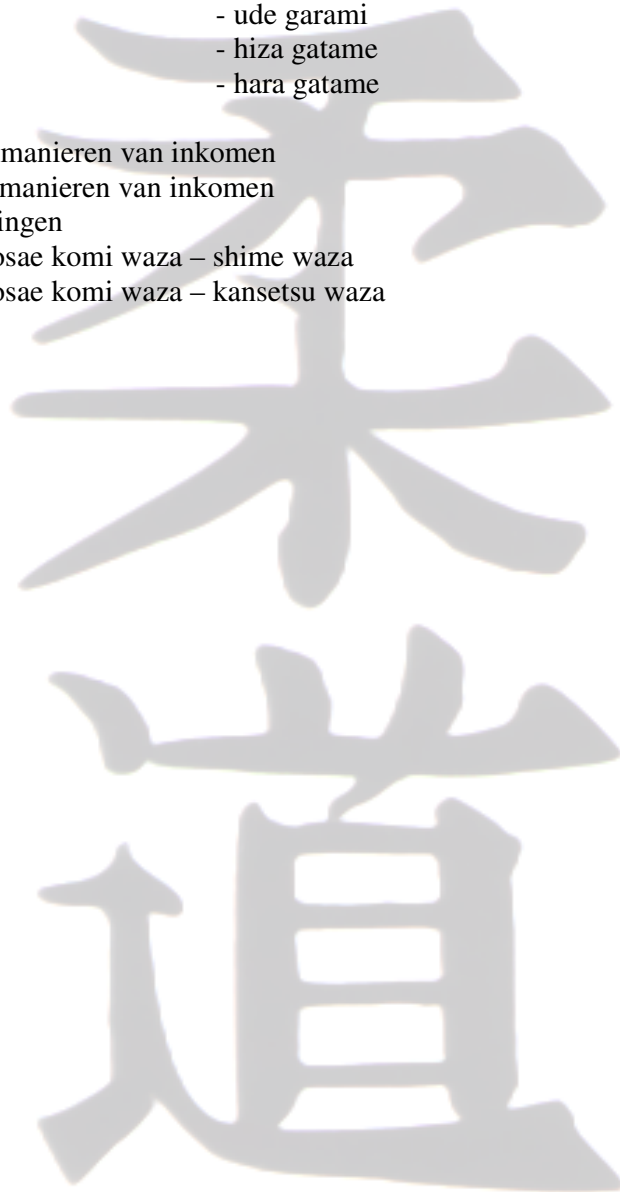 - ude garami
- hiza gatame
- hara gatame
manieren van inkomen
manieren van inkomen
ingen
osae komi waza – shime waza
osae komi waza – kansetsu waza
柔
道